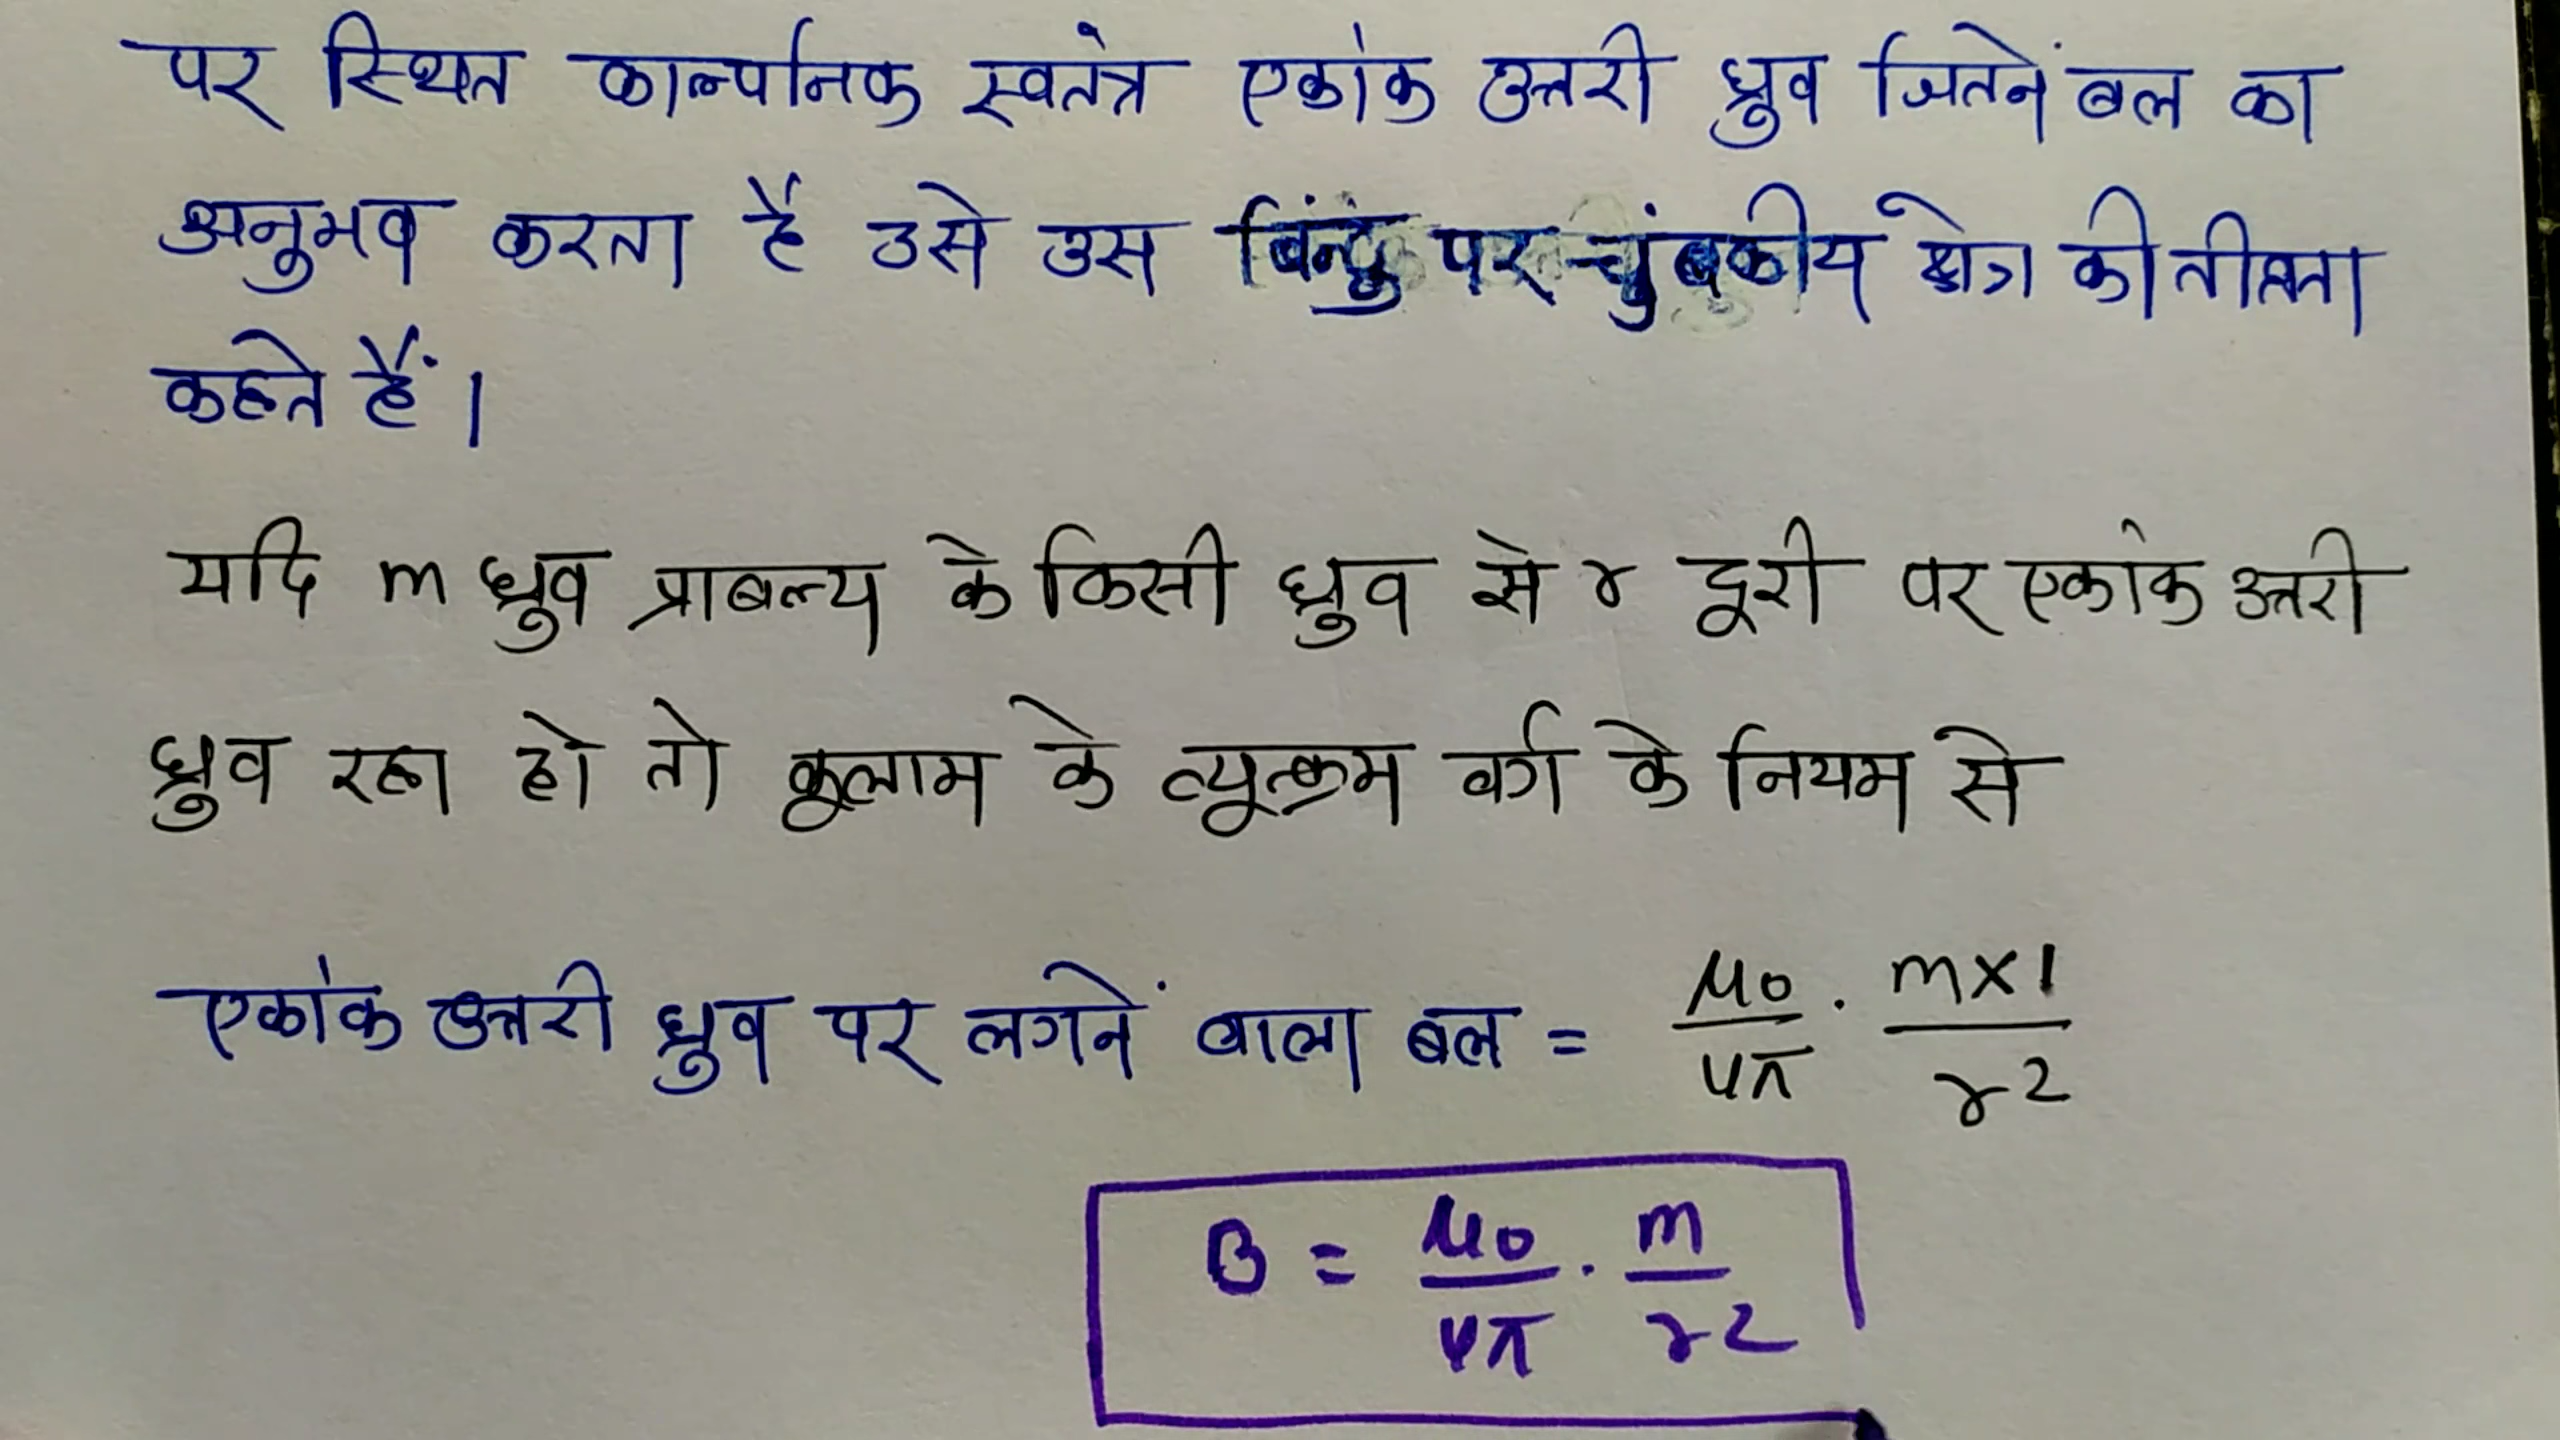 पर स्थित काल्पनिक स्वतंत्र एकांक उत्तरी ध्रुव जितनें बल का
अनुभव करता है उसे उस बिंन्दु पर चुंबकीय क्षेत्र की तीव्रता
कहते हैं।
यदि m ध्रुव प्राबल्य के किसी ध्रुव से r दूरी पर एकांक उत्तरी
ध्रुव रखा हो तो कूलाम के व्यूत्क्रम वर्ग के नियम से
एकांक उत्तरी ध्रुव पर लगनें वाला बल = μ0/4π · m×1/r2
B = μ0/4π · m/r2